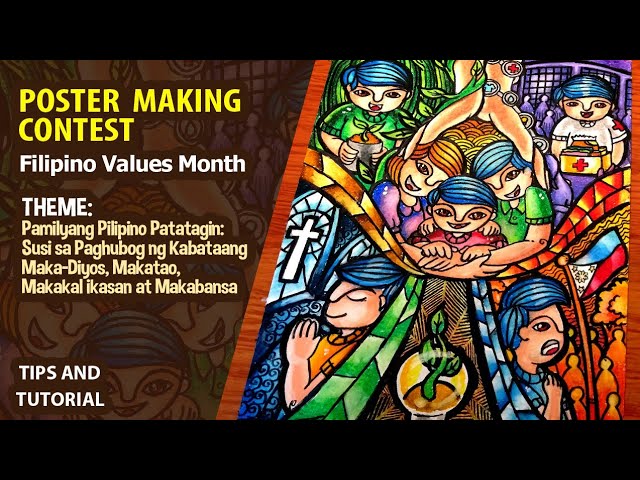 POSTER MAKING
CONTEST
Filipino Values Month
THEME:
Pamilyang Pilipino Patatagin:
Susi sa Paghubog ng Kabataang
Maka-Diyos, Makatao,
Makakal ikasan at Makabansa
TIPS AND
TUTORIAL